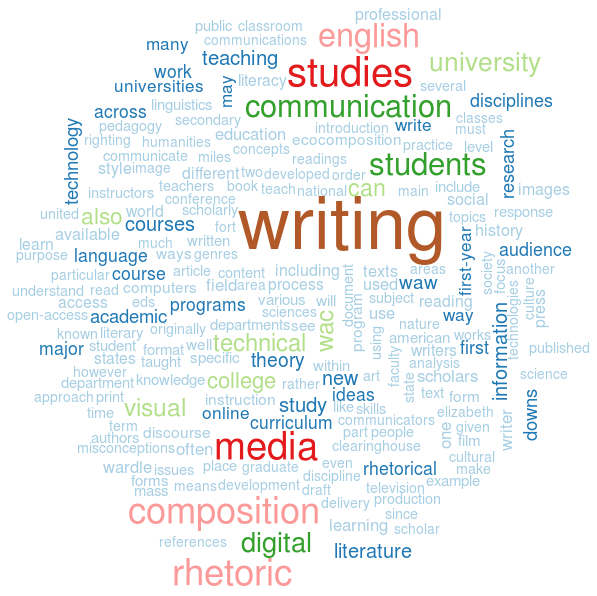 professional
public classroom
english
communications
many
teaching
studies
university
work
literacy
several
universities
may
communication
disciplines
across
linguistics
secondary
introduction
write
classes
must
technology
pedagogy
education
ecocomposition
research
righting
humanities
concepts
practice
level
communicate
miles
readings
students
style
image
different
two
developed
order
instructors
teachers
book
teach
national
can
main
include
images
conference
social
united
also
world
scholarly
writing
topics
response
available
courses
fort
history
learn
much
written
purpose
language
ways
genres
first-year
audience
particular
course
article
content
including
texts
areas
society
focus
another
understand
read
computers
field
area
process
document
used
waw
reading
culture
access
eds
various
will
subject
technologies
press
open-access
academic
programs
sciences
wac
program
use
way
information
originally
departments
see
nature
known
literary
technical
using
american
works
major
student
format
well
writers
first
published
states
taught
specific
theory
within
faculty
analysis
however
department
knowledge
college
rather
new
art
state
scholars
science
approach
print
instruction
ideas
text
form
time
visual
online
study
like
skills
elizabeth
downs
term
curriculum
communicators
one
given
writer
authors
discourse
part
people
film
misconceptions
often
media
clearinghouse
cultural
wardle
issues
place
graduate
even
rhetorical
make
forms
discipline
television
example
mass
means
development
draft
production
composition
delivery
since
learning
scholar
references
digital
literature
rhetoric